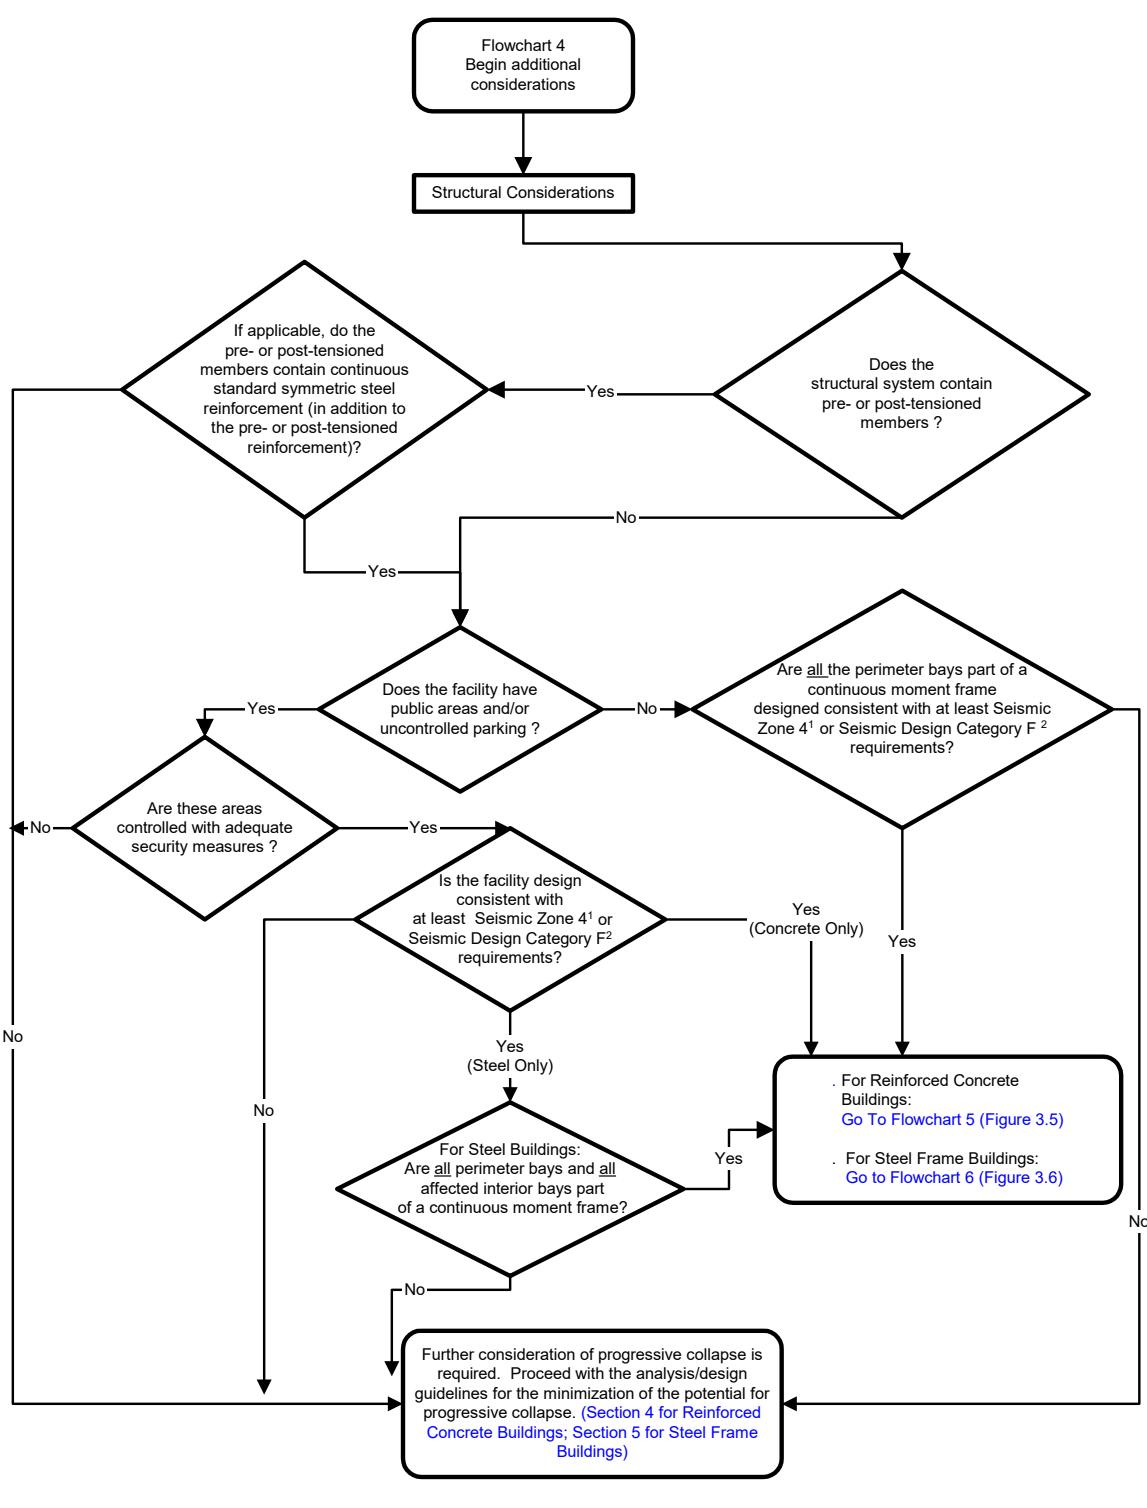 Flowchart 4
Begin additional
considerations
Structural Considerations
If applicable, do the
pre- or post-tensioned
members contain continuous
standard symmetric steel
reinforcement (in addition to
the pre- or post-tensioned
reinforcement)?
Yes
Does the
structural system contain
pre- or post-tensioned
members ?
No
Yes
Does the facility have
public areas and/or
uncontrolled parking ?
Yes
No
Are all the perimeter bays part of a
continuous moment frame
designed consistent with at least Seismic
Zone 4¹ or Seismic Design Category F ²
requirements?
Are these areas
controlled with adequate
security measures ?
No
Yes
Is the facility design
consistent with
at least  Seismic Zone 4¹ or
Seismic Design Category F²
requirements?
Yes
(Concrete Only)
Yes
No
Yes
(Steel Only)
No
For Steel Buildings:
Are all perimeter bays and all
affected interior bays part
of a continuous moment frame?
Yes
. For Reinforced Concrete
Buildings:
Go To Flowchart 5 (Figure 3.5)
. For Steel Frame Buildings:
Go to Flowchart 6 (Figure 3.6)
No
No
Further consideration of progressive collapse is
required.  Proceed with the analysis/design
guidelines for the minimization of the potential for
progressive collapse. (Section 4 for Reinforced
Concrete Buildings; Section 5 for Steel Frame
Buildings)